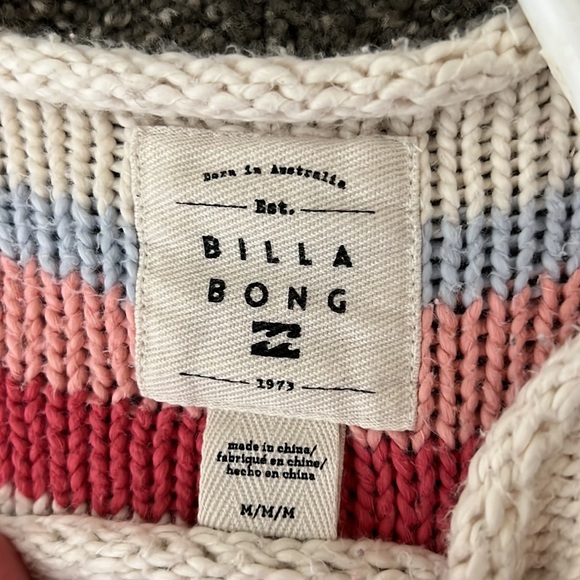 Born in Australia
Est.
BILLA
BONG
1973
made in china/
fabriqué en chine/
hecho en china
M/M/M